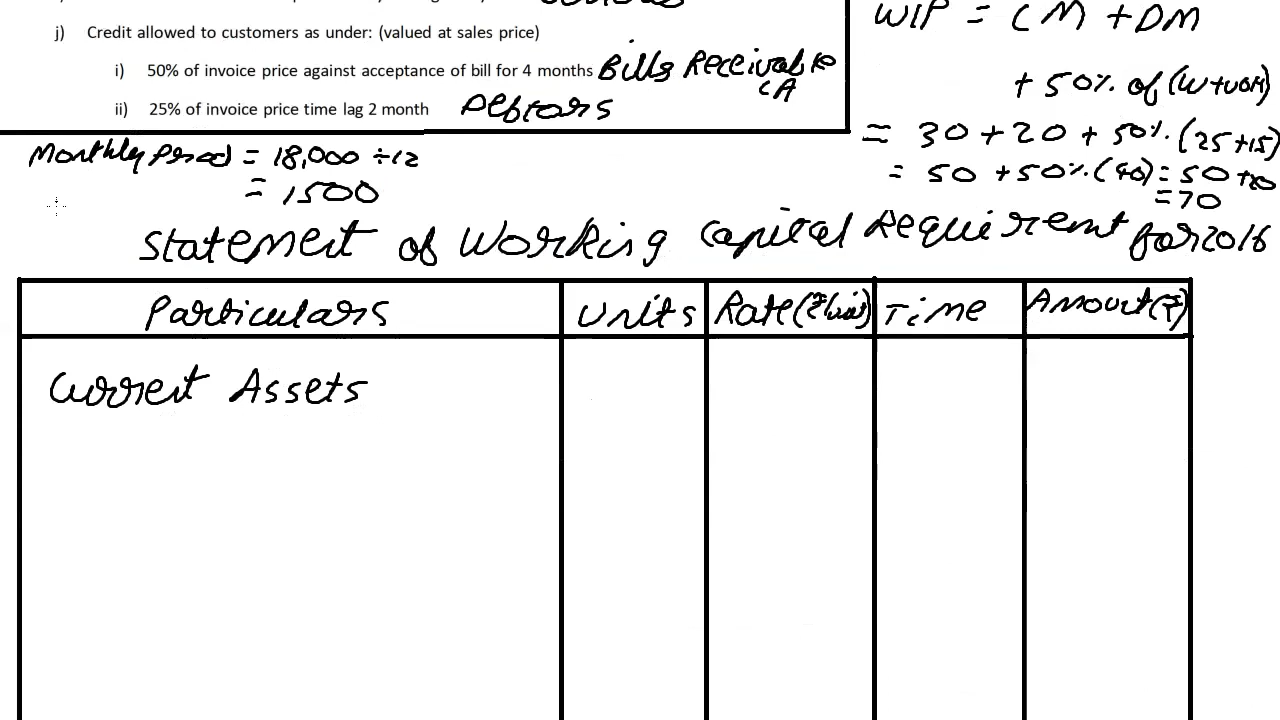 j) Credit allowed to customers as under: (valued at sales price)
i) 50% of invoice price against acceptance of bill for 4 months Bills Receivable
CA
ii) 25% of invoice price time lag 2 month Debtors
WIP = CM + DM
+ 50% of (W+VOH)
= 30 + 20 + 50% (25+15)
= 50 + 50% (40) = 50 + 20
= 70
Monthly Period = 18,000 ÷ 12
= 1500
Statement of Working Capital Requirement for 2016
Particulars Units Rate (₹/unit) Time Amount (₹)
Current Assets